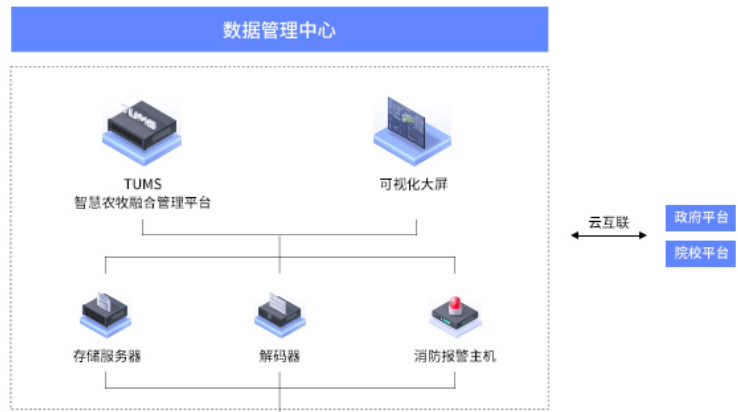 数据管理中心
TUMS
TUMS
智慧农牧融合管理平台
可视化大屏
云互联
政府平台
院校平台
存储服务器
解码器
消防报警主机